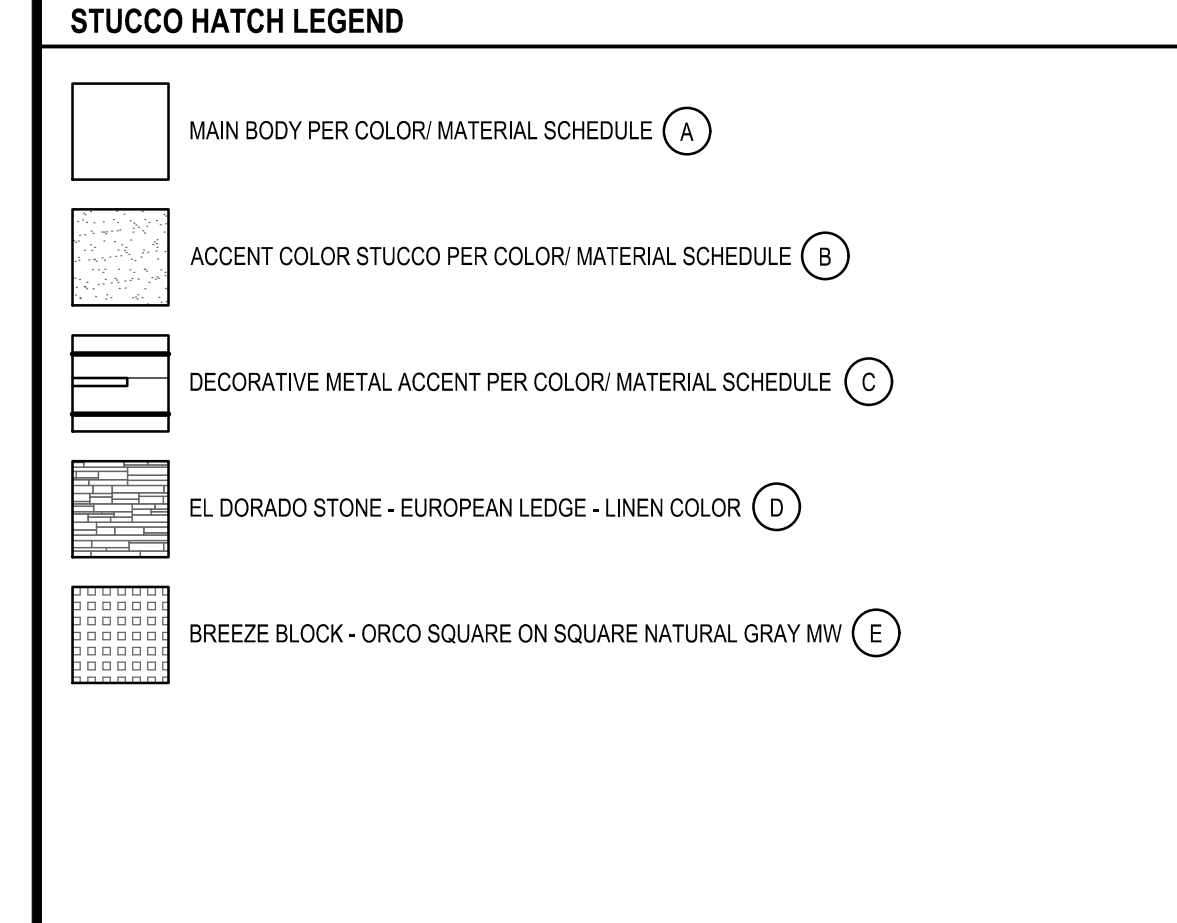 STUCCO HATCH LEGEND
MAIN BODY PER COLOR/ MATERIAL SCHEDULE A
ACCENT COLOR STUCCO PER COLOR/ MATERIAL SCHEDULE B
DECORATIVE METAL ACCENT PER COLOR/ MATERIAL SCHEDULE C
EL DORADO STONE - EUROPEAN LEDGE - LINEN COLOR D
BREEZE BLOCK - ORCO SQUARE ON SQUARE NATURAL GRAY MW E